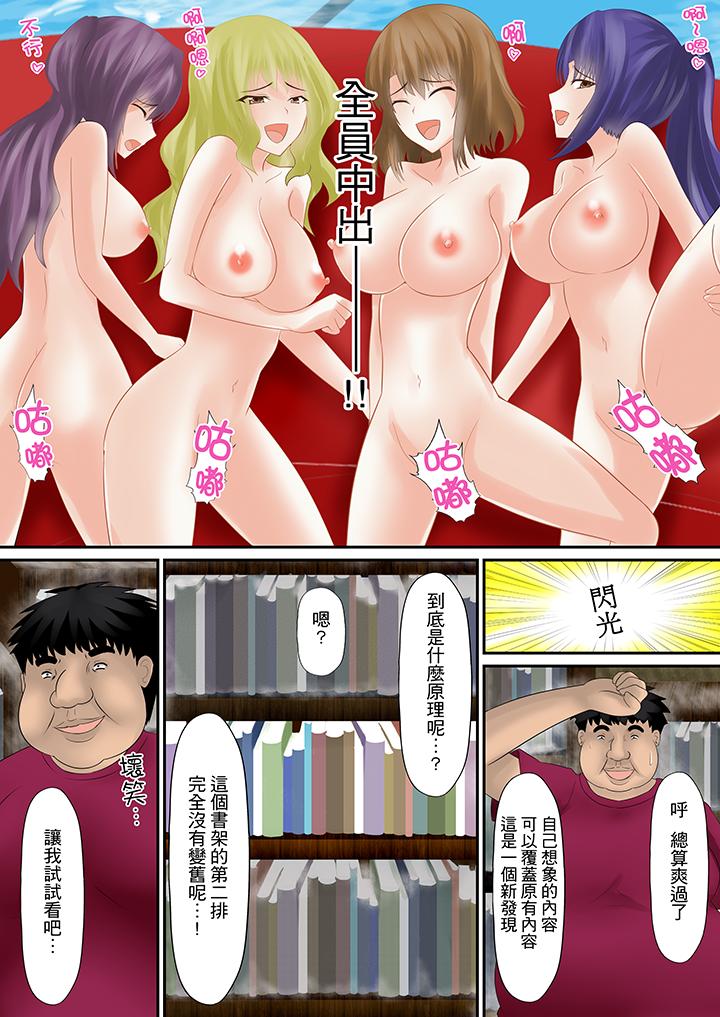 啊～嗯♡
♡
啊啊嗯♡
不行♡
全員中出——!!
咕嘟
咕嘟
咕嘟
咕嘟
閃光
呼 總算爽過了
自己想象的內容
可以覆蓋原有內容
這是一個新發現
到底是什麼原理呢…?
嗯?
這個書架的第二排
完全沒有變舊呢…!
壞笑…
讓我試試看吧…